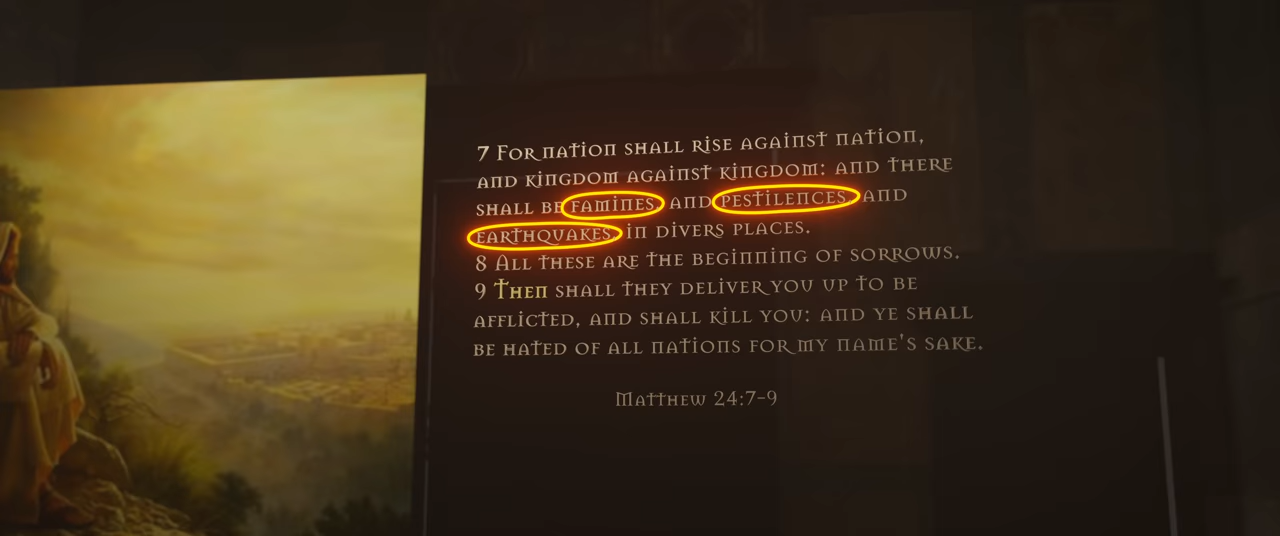 7 For nation shall rise against nation,
and kingdom against kingdom: and there
shall be famines, and pestilences, and
earthquakes, in divers places.
8 All these are the beginning of sorrows.
9 Then shall they deliver you up to be
afflicted, and shall kill you: and ye shall
be hated of all nations for my name's sake.
Matthew 24:7-9